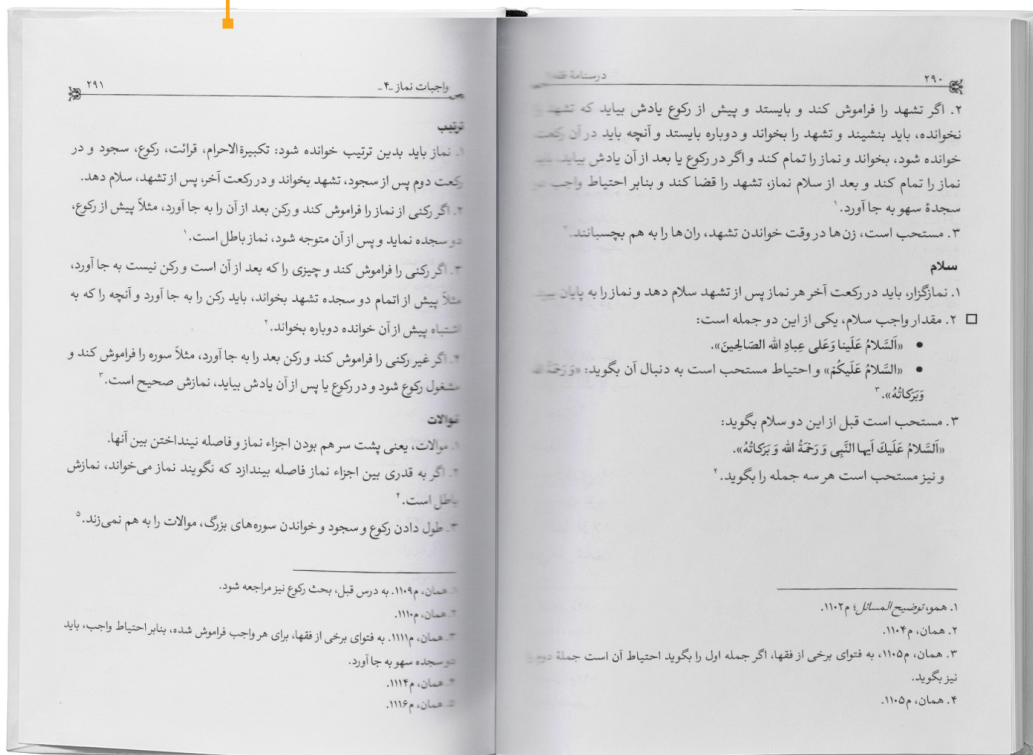 ۲۹۰
درسنامهٔ فقه
۲. اگر تشهد را فراموش کند و بایستد و پیش از رکوع یادش بیاید که تشهد را
نخوانده، باید بنشیند و تشهد را بخواند و دوباره بایستد و آنچه باید در آن رکعت
خوانده شود، بخواند و نماز را تمام کند و اگر در رکوع یا بعد از آن یادش بیاید، باید
نماز را تمام کند و بعد از سلام نماز، تشهد را قضا کند و بنابر احتیاط واجب دو
سجدهٔ سهو به جا آورد.۱
۳. مستحب است، زن‌ها در وقت خواندن تشهد، ران‌ها را به هم بچسبانند.۲
سلام
۱. نمازگزار، باید در رکعت آخر هر نماز پس از تشهد سلام دهد و نماز را به پایان
□ ۲. مقدار واجب سلام، یکی از این دو جمله است:
• «اَلسَّلامُ عَلَینا وَ عَلی عِبادِ الله الصّالِحینَ».
• «السَّلامُ عَلَیکُمْ» و احتیاط مستحب است به دنبال آن بگوید: «وَ رَحْمَةُ الله
وَبَرَکاتُهُ».۳
۳. مستحب است قبل از این دو سلام بگوید:
«اَلسَّلامُ عَلَیكَ اَیها النَّبِی وَ رَحْمَةُ الله وَ بَرَکاتُهُ».
و نیز مستحب است هر سه جمله را بگوید.۴
۱. همو، توضیح المسائل؛ م۱۱۰۲.
۲. همان، م۱۱۰۴.
۳. همان، م۱۱۰۵، به فتوای برخی از فقها، اگر جمله اول را بگوید احتیاط آن است جملهٔ دوم را
نیز بگوید.
۴. همان، م۱۱۰۵.
واجبات نماز ـ۴ـ
۲۹۱
ترتیب
۱. نماز باید بدین ترتیب خوانده شود: تکبیرةالاحرام، قرائت، رکوع، سجود و در
رکعت دوم پس از سجود، تشهد بخواند و در رکعت آخر، پس از تشهد، سلام دهد.
۲. اگر رکنی از نماز را فراموش کند و رکن بعد از آن را به جا آورد، مثلاً پیش از رکوع،
دو سجده نماید و پس از آن متوجه شود، نماز باطل است.۱
۳. اگر رکنی را فراموش کند و چیزی را که بعد از آن است و رکن نیست به جا آورد،
مثلاً پیش از اتمام دو سجده تشهد بخواند، باید رکن را به جا آورد و آنچه را که به
اشتباه پیش از آن خوانده دوباره بخواند.۲
۴. اگر غیر رکنی را فراموش کند و رکن بعد را به جا آورد، مثلاً سوره را فراموش کند و
مشغول رکوع شود و در رکوع یا پس از آن یادش بیاید، نمازش صحیح است.۳
موالات
۱. موالات، یعنی پشت سر هم بودن اجزاء نماز و فاصله نینداختن بین آنها.
۲. اگر به قدری بین اجزاء نماز فاصله بیندازد که نگویند نماز می‌خواند، نمازش
باطل است.۴
۳. طول دادن رکوع و سجود و خواندن سوره‌های بزرگ، موالات را به هم نمی‌زند.۵
۱. همان، م۱۱۰۹. به درس قبل، بحث رکوع نیز مراجعه شود.
۲. همان، م۱۱۱۰.
۳. همان، م۱۱۱۱. به فتوای برخی از فقها، برای هر واجب فراموش شده، بنابر احتیاط واجب، باید
دو سجده سهو به جا آورد.
۴. همان، م۱۱۱۴.
۵. همان، م۱۱۱۶.